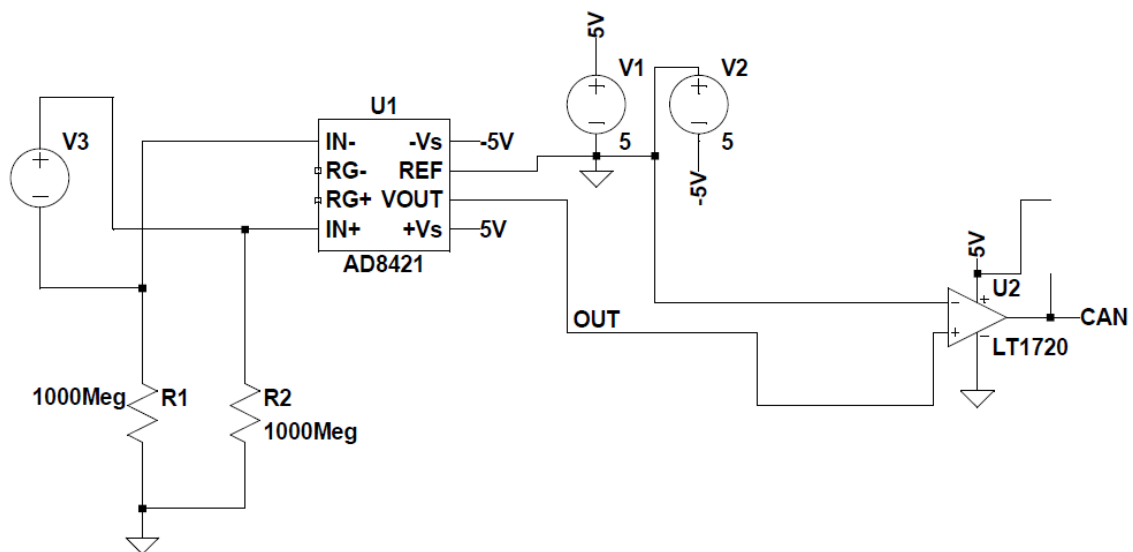 5V
V1
V2
U1
V3
IN-
-Vs
-5V
5
5
RG-
REF
RG+
VOUT
-5V
IN+
+Vs
5V
AD8421
5V
U2
OUT
CAN
LT1720
1000Meg
R1
R2
1000Meg